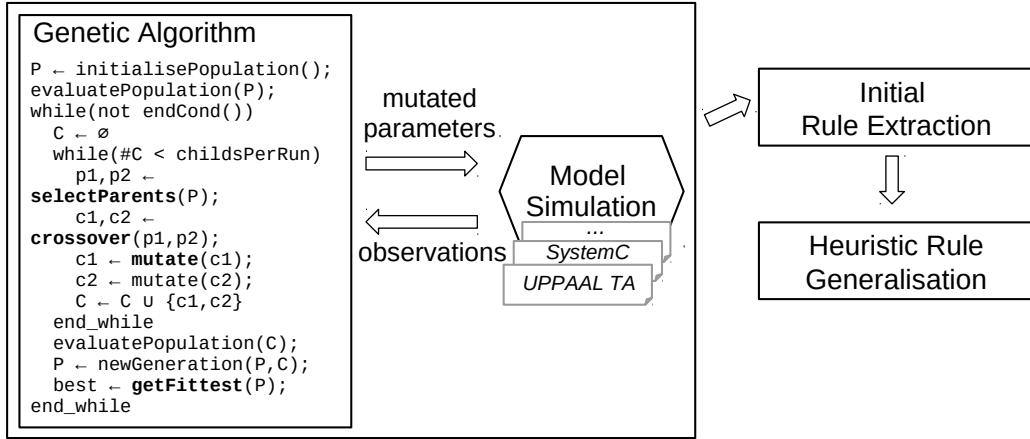 Genetic Algorithm
P ← initialisePopulation();
evaluatePopulation(P);
while(not endCond())
C ← ∅
while(#C < childsPerRun)
p1,p2 ←
selectParents(P);
c1,c2 ←
crossover(p1,p2);
c1 ← mutate(c1);
c2 ← mutate(c2);
C ← C ∪ {c1,c2}
end_while
evaluatePopulation(C);
P ← newGeneration(P,C);
best ← getFittest(P);
end_while
mutated
parameters
observations
Model
Simulation
...
SystemC
UPPAAL TA
Initial
Rule Extraction
Heuristic Rule
Generalisation